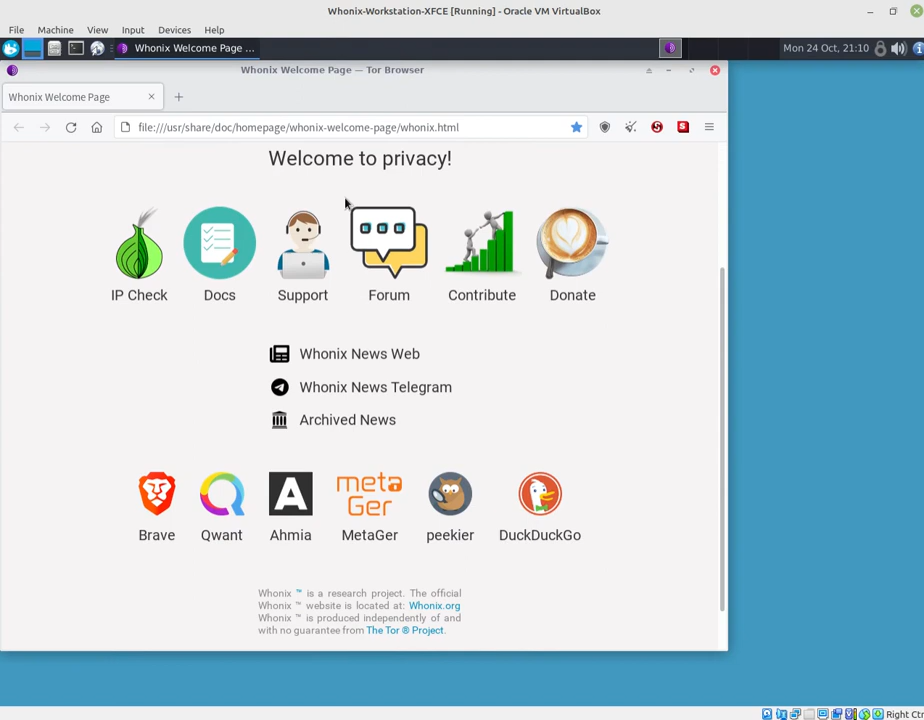 Whonix-Workstation-XFCE [Running] - Oracle VM VirtualBox
File Machine View Input Devices Help
Whonix Welcome Page ... Mon 24 Oct, 21:10
Whonix Welcome Page — Tor Browser
Whonix Welcome Page
file:///usr/share/doc/homepage/whonix-welcome-page/whonix.html
Welcome to privacy!
IP Check Docs Support Forum Contribute Donate
Whonix News Web
Whonix News Telegram
Archived News
A meta Ger
Brave Qwant Ahmia MetaGer peekier DuckDuckGo
Whonix ™ is a research project. The official
Whonix ™ website is located at: Whonix.org
Whonix ™ is produced independently of and
with no guarantee from The Tor ® Project.
Right Ctrl